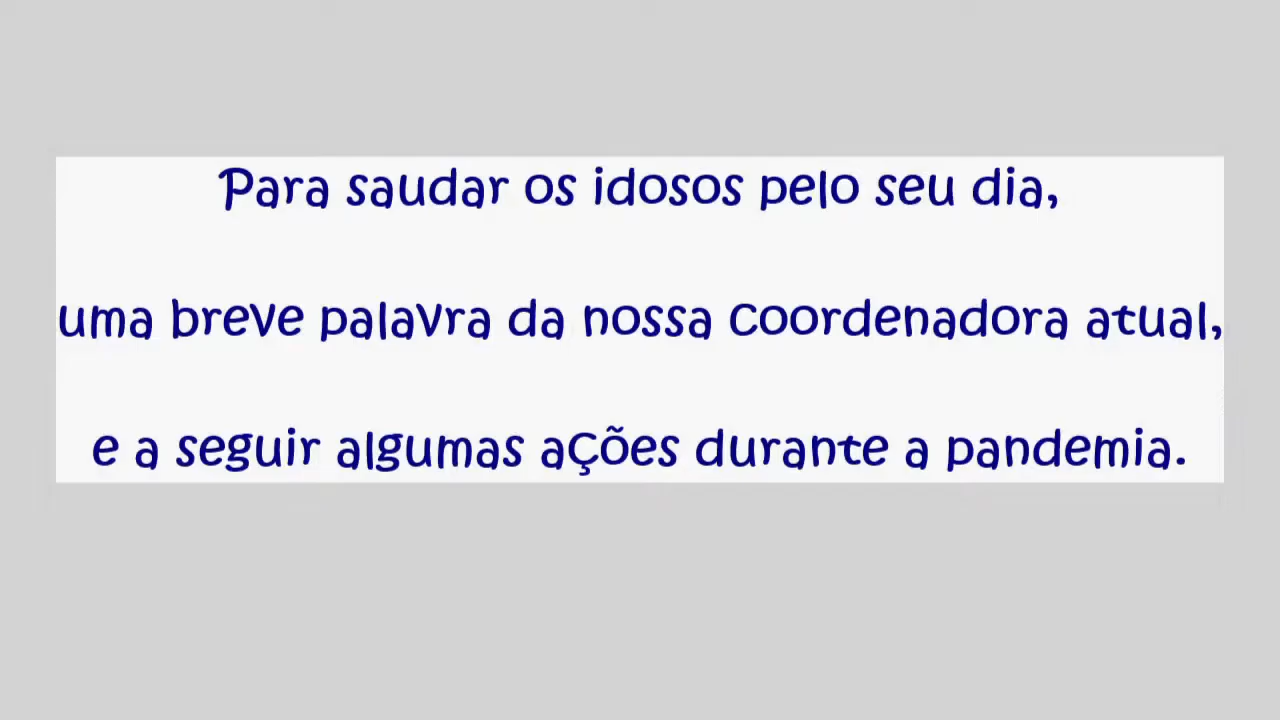 Para saudar os idosos pelo seu dia,
uma breve palavra da nossa coordenadora atual,
e a seguir algumas ações durante a pandemia.